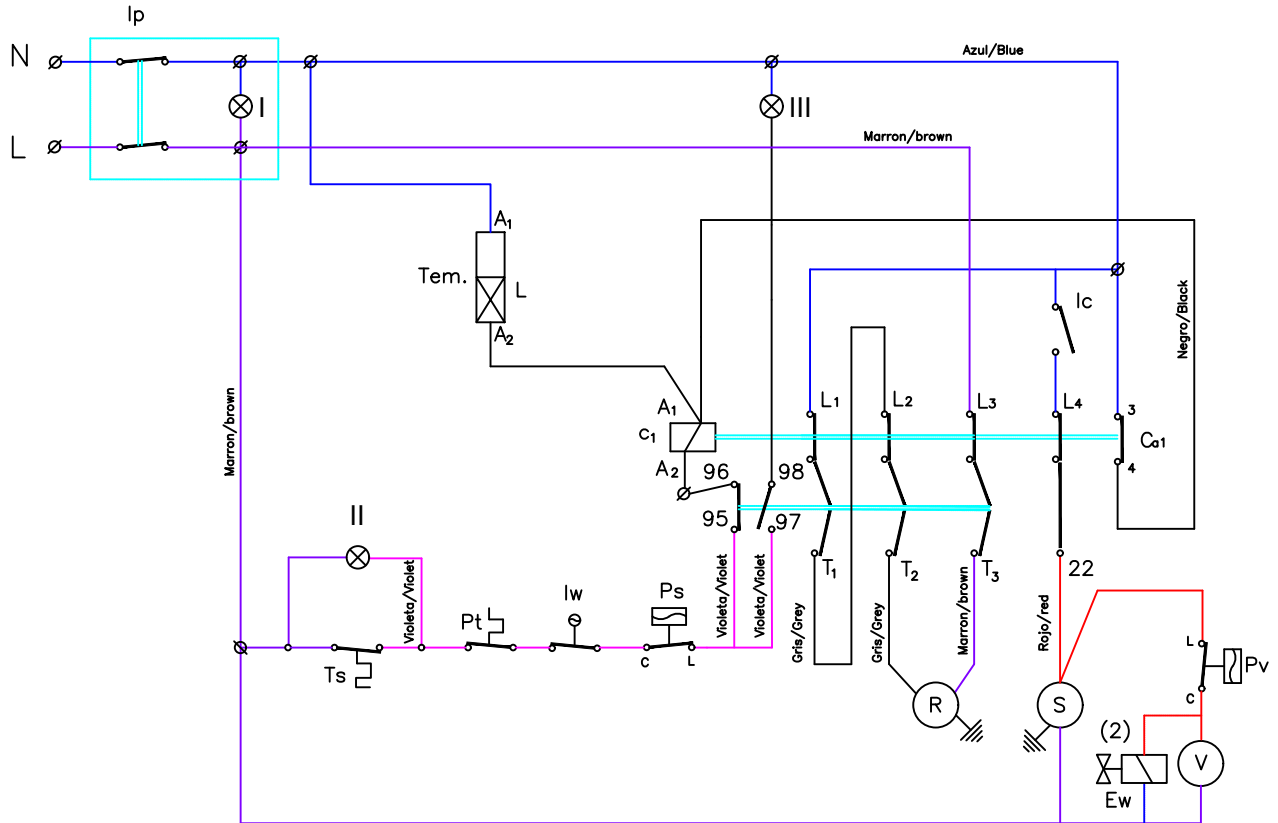 Ip
N
Azul/Blue
I
III
L
Marron/brown
A1
Tem.
L
A2
Ic
Negro/Black
Marron/brown
A1
L1
L2
L3
L4
3
C1
Ca1
A2
96
98
4
95
97
II
T1
T2
T3
22
Violeta/Violet
Violeta/Violet
Violeta/Violet
Gris/Grey
Gris/Grey
Marron/brown
Rojo/red
Pt
Iw
Ps
Ts
C
L
L
Pv
C
R
S
(2)
V
Ew